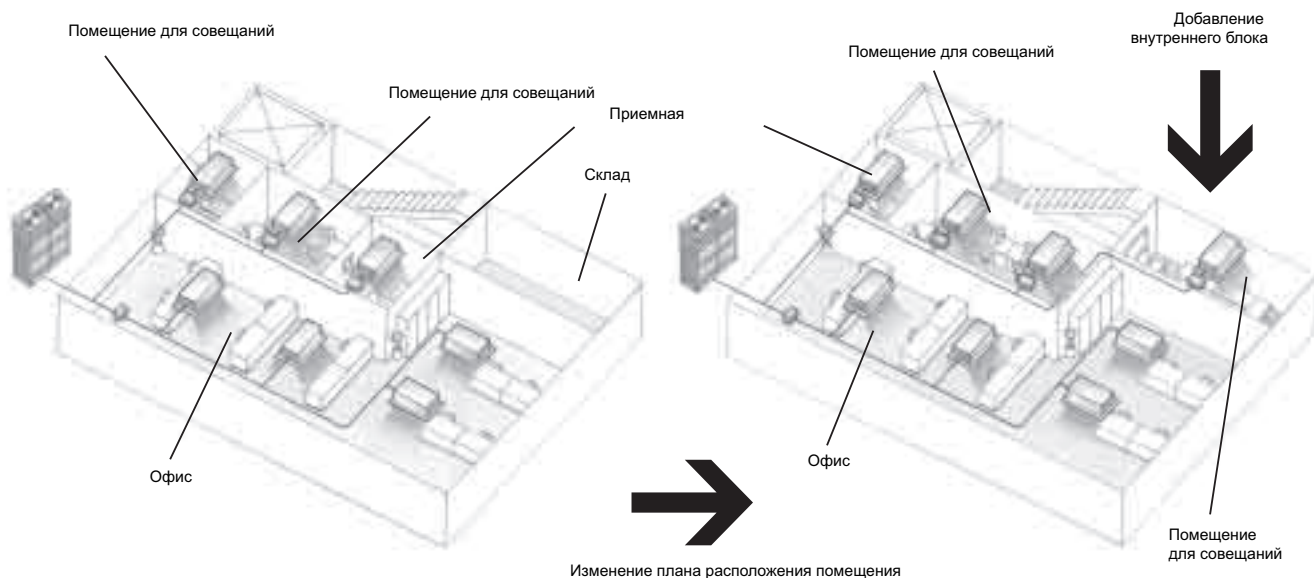 Помещение для совещаний
Помещение для совещаний
Приемная
Склад
Офис
Добавление
внутреннего блока
Помещение для совещаний
Офис
Помещение
для совещаний
Изменение плана расположения помещения